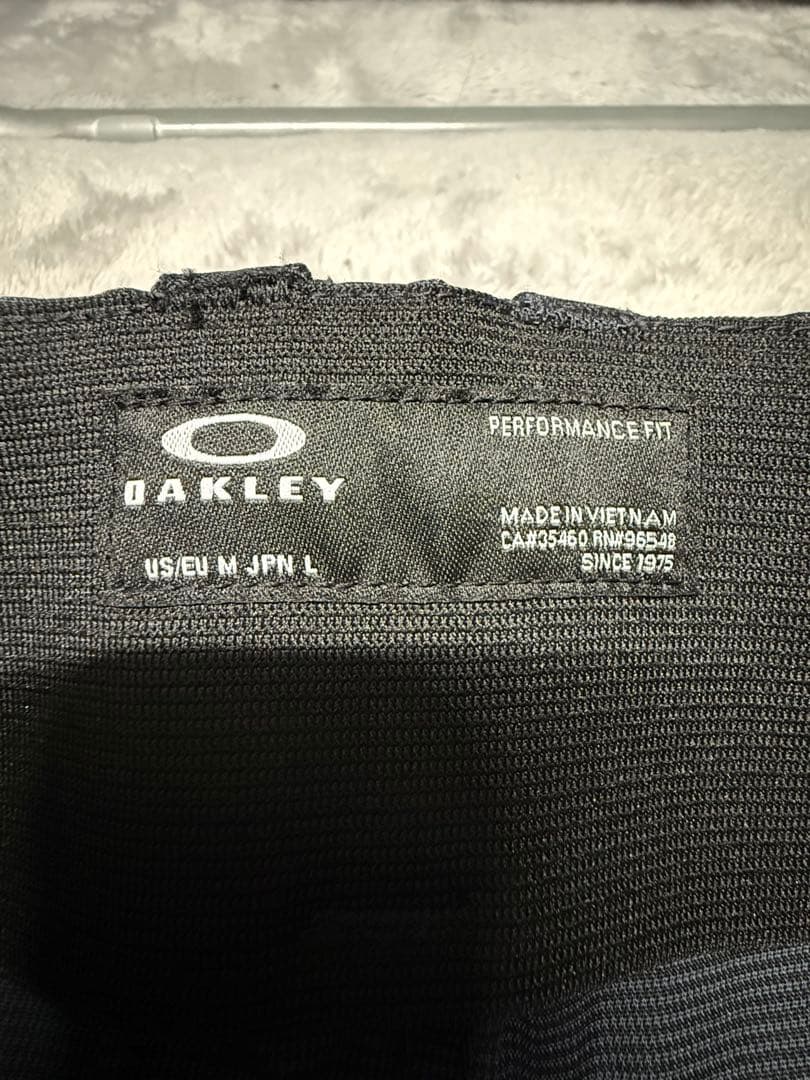 OAKLEY
US/EU M JPN L
PERFORMANCE FIT
MADE IN VIETNAM
CA#35460 RN#96548
SINCE 1975